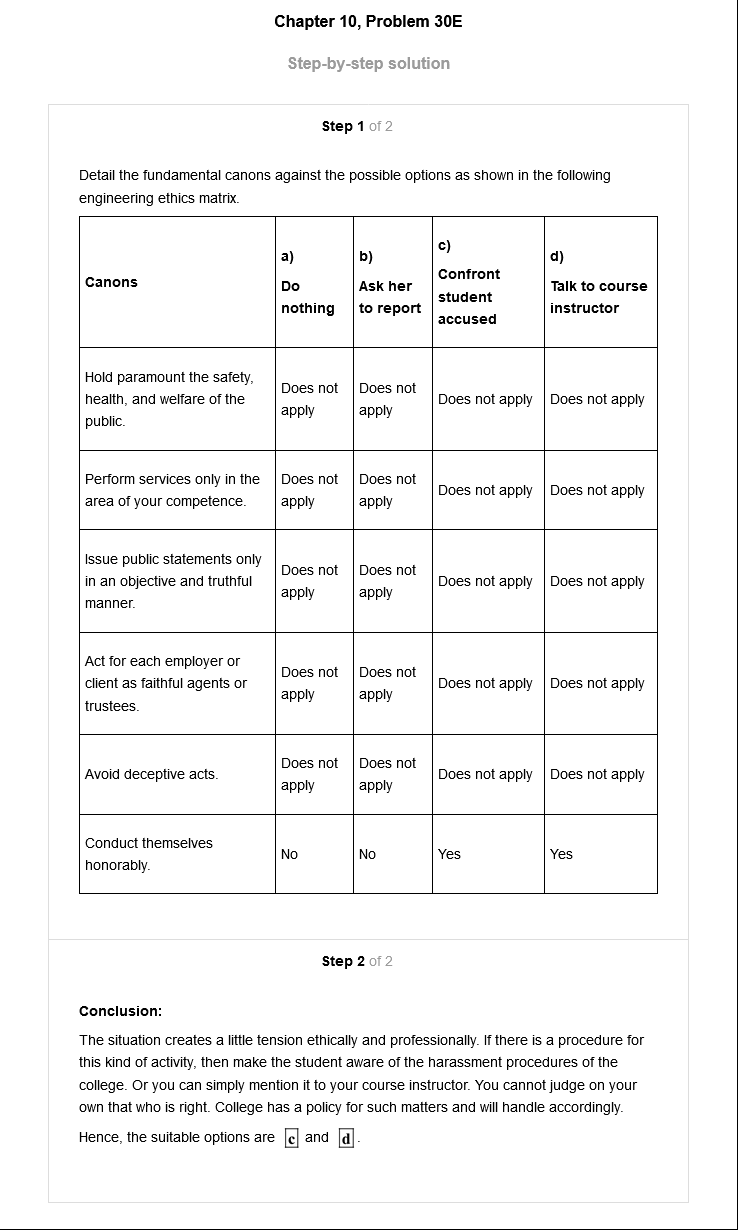 Chapter 10, Problem 30E
Step-by-step solution
Step 1 of 2
Detail the fundamental canons against the possible options as shown in the following
engineering ethics matrix.
Canons
a)
Do
nothing
b)
Ask her
to report
c)
Confront
student
accused
d)
Talk to course
instructor
Hold paramount the safety,
health, and welfare of the
public.
Does not
apply
Does not
apply
Does not apply
Does not apply
Perform services only in the
area of your competence.
Does not
apply
Does not
apply
Does not apply
Does not apply
Issue public statements only
in an objective and truthful
manner.
Does not
apply
Does not
apply
Does not apply
Does not apply
Act for each employer or
client as faithful agents or
trustees.
Does not
apply
Does not
apply
Does not apply
Does not apply
Avoid deceptive acts.
Does not
apply
Does not
apply
Does not apply
Does not apply
Conduct themselves
honorably.
No
No
Yes
Yes
Step 2 of 2
Conclusion:
The situation creates a little tension ethically and professionally. If there is a procedure for
this kind of activity, then make the student aware of the harassment procedures of the
college. Or you can simply mention it to your course instructor. You cannot judge on your
own that who is right. College has a policy for such matters and will handle accordingly.
Hence, the suitable options are c and d.